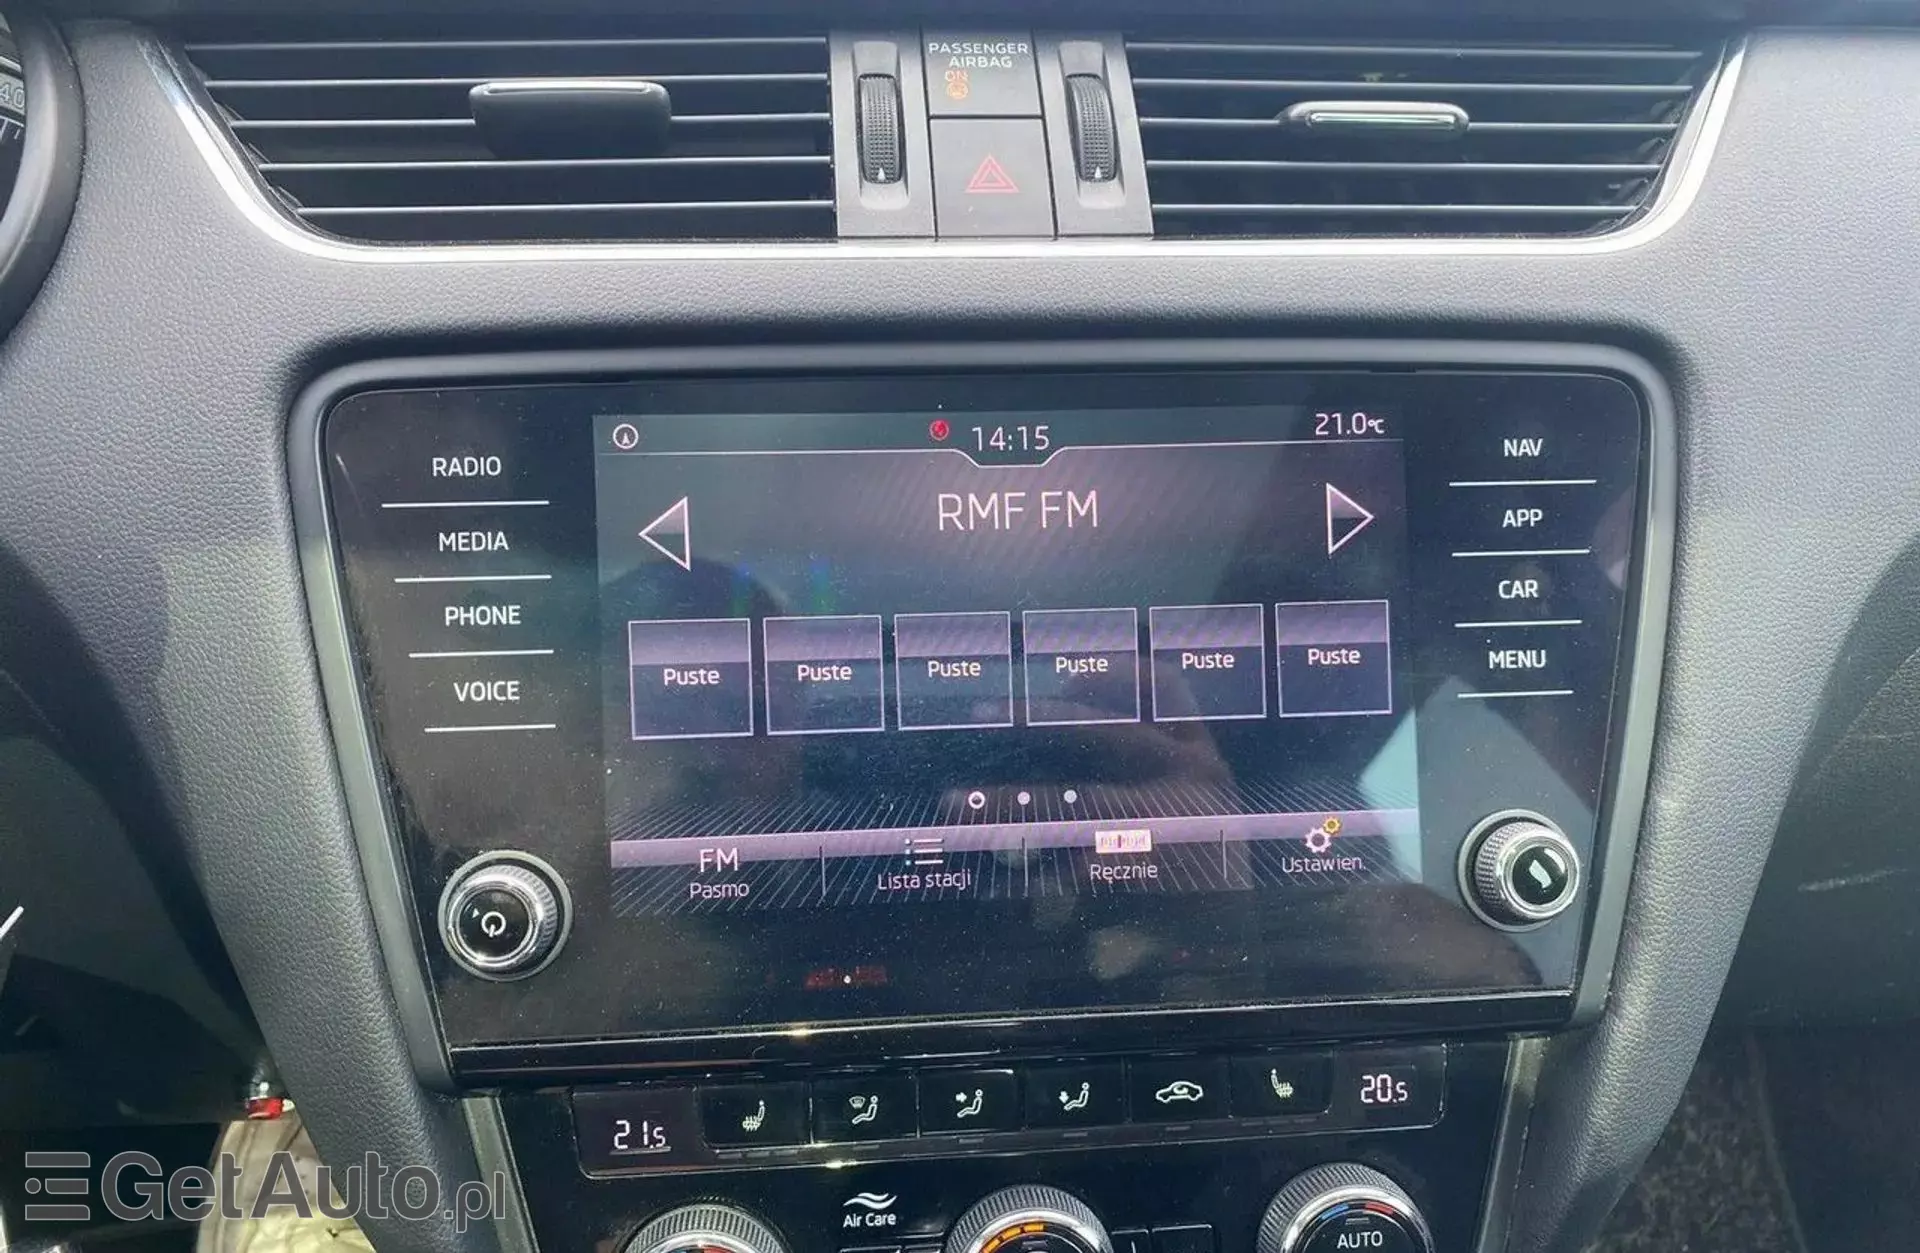 40
PASSENGER
AIRBAG
ON
RADIO
MEDIA
PHONE
VOICE
14:15
21.0°C
RMF FM
Puste
Puste
Puste
Puste
Puste
Puste
FM
Pasmo
Lista stacji
Ręcznie
Ustawien.
NAV
APP
CAR
MENU
21.5
20.5
Air Care
AUTO
GetAuto.pl